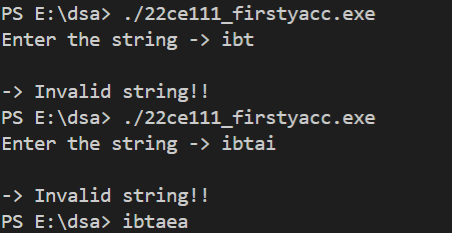 PS E:\dsa> ./22ce111_firstyacc.exe
Enter the string -> ibt
-> Invalid string!!
PS E:\dsa> ./22ce111_firstyacc.exe
Enter the string -> ibtai
-> Invalid string!!
PS E:\dsa> ibtaea